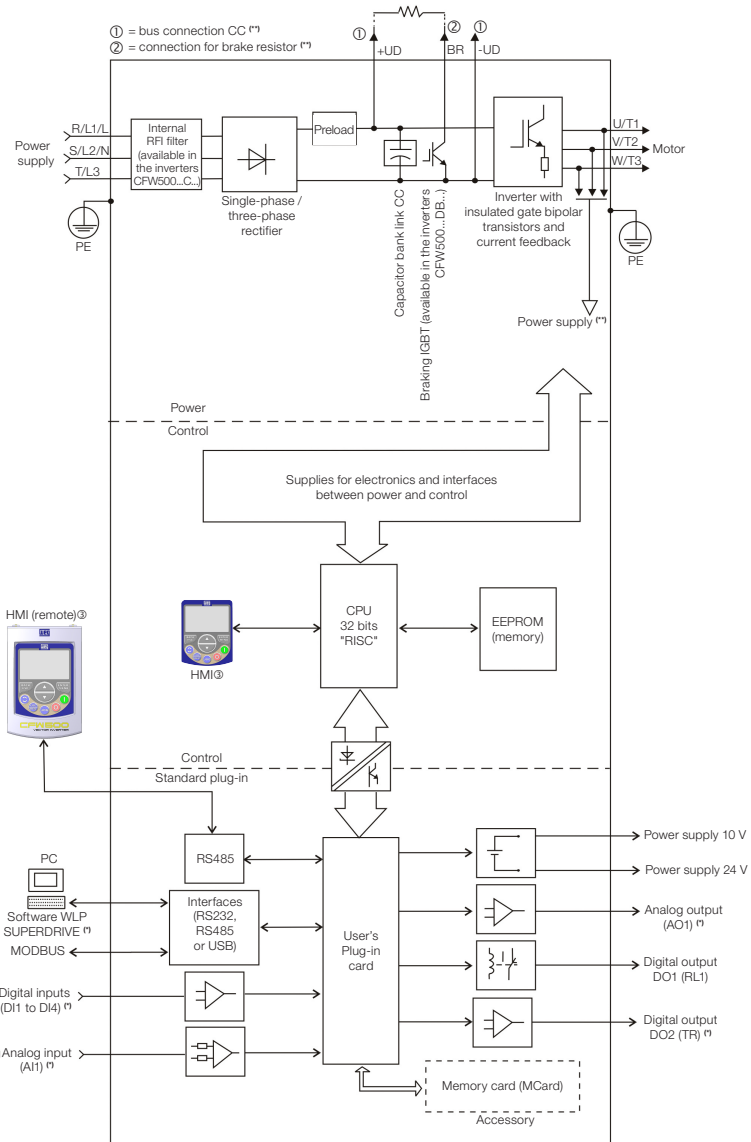 ① = bus connection CC (**)
② = connection for brake resistor (**)
① ② ①
+UD BR -UD
R/L1/L
S/L2/N
T/L3
Power
supply
PE
Internal
RFI filter
(available in
the inverters
CFW500...C...)
Single-phase /
three-phase
rectifier
Preload
Capacitor bank link CC
Braking IGBT (available in the inverters
CFW500...DB...)
Inverter with
insulated gate bipolar
transistors and
current feedback
U/T1
V/T2
W/T3
Motor
PE
Power supply (**)
Power
Control
Supplies for electronics and interfaces
between power and control
HMI (remote)③
CFW500
VECTOR INVERTER
HMI③
CPU
32 bits
"RISC"
EEPROM
(memory)
Control
Standard plug-in
RS485
PC
Software WLP
SUPERDRIVE (*)
MODBUS
Interfaces
(RS232,
RS485
or USB)
Digital inputs
(DI1 to DI4) (*)
Analog input
(AI1) (*)
User's
Plug-in
card
Power supply 10 V
Power supply 24 V
Analog output
(AO1) (*)
Digital output
DO1 (RL1)
Digital output
DO2 (TR) (*)
Memory card (MCard)
Accessory